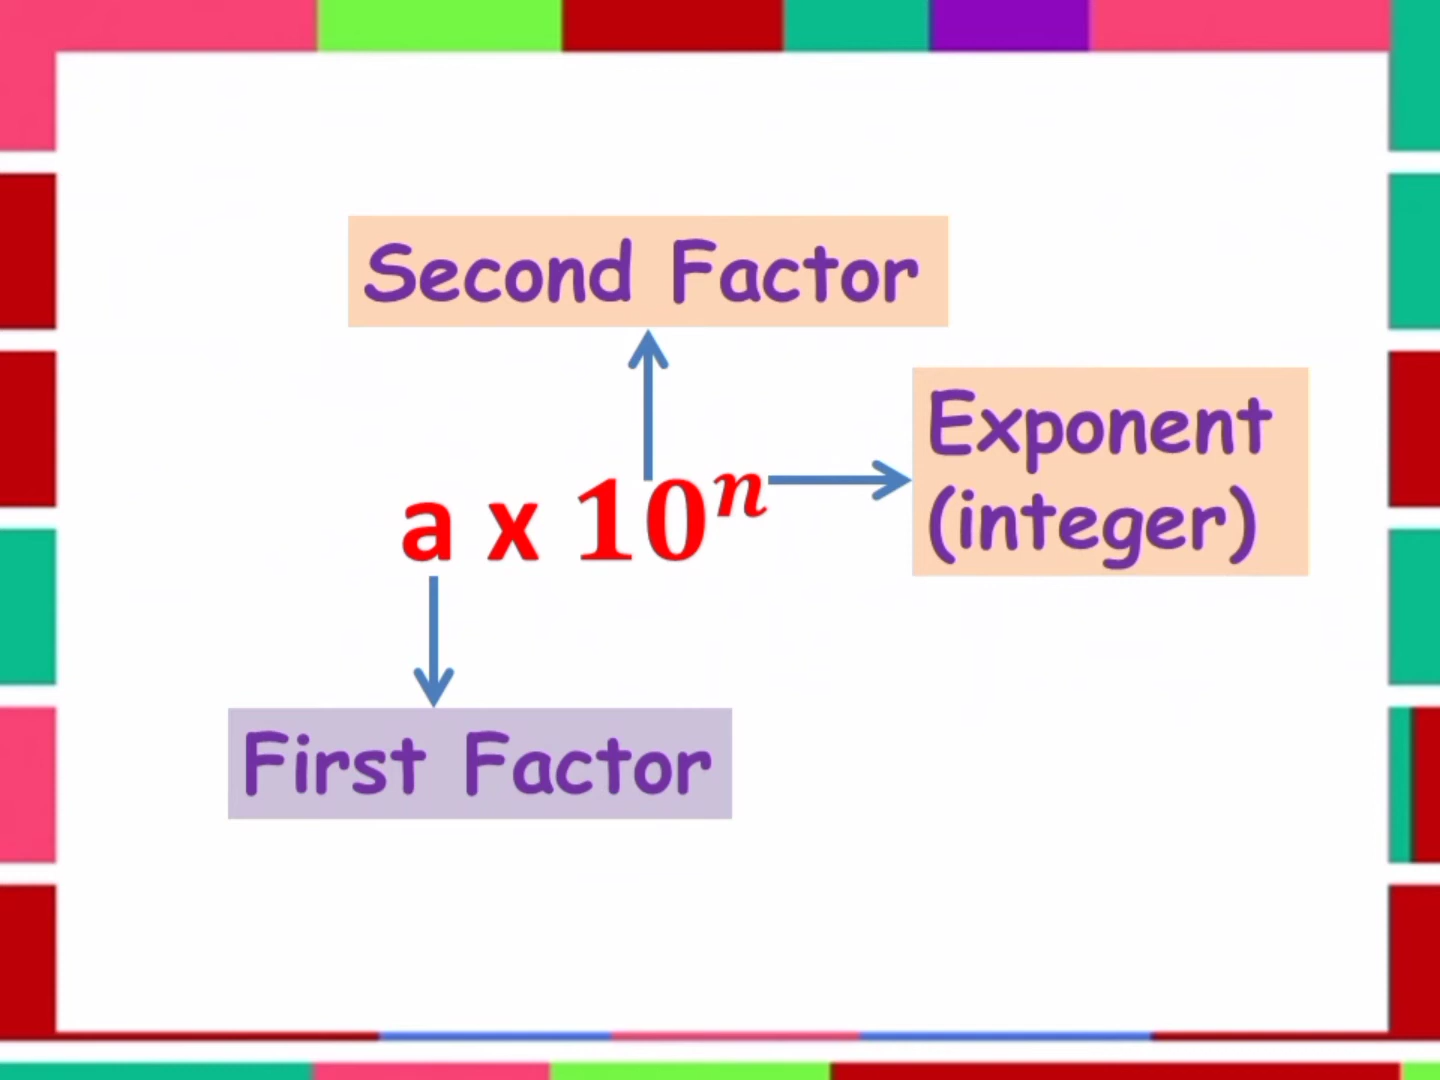 Second Factor
Exponent
(integer)
a x 10ⁿ
First Factor